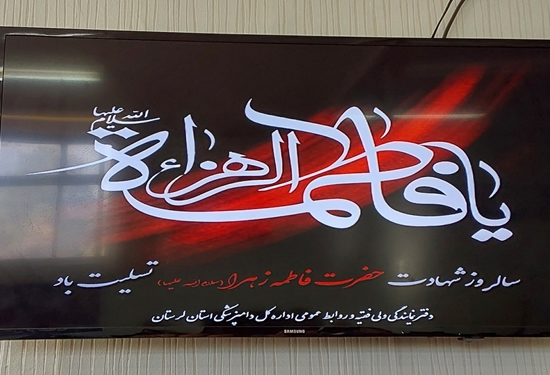 یا فاطمة الزهراء
سلام الله علیها
سالروز شهادت حضرت فاطمه زهرا (سلام الله علیها) تسلیت باد
دفتر نمایندگی ولی فقیه و روابط عمومی اداره کل دامپزشکی استان لرستان
SAMSUNG